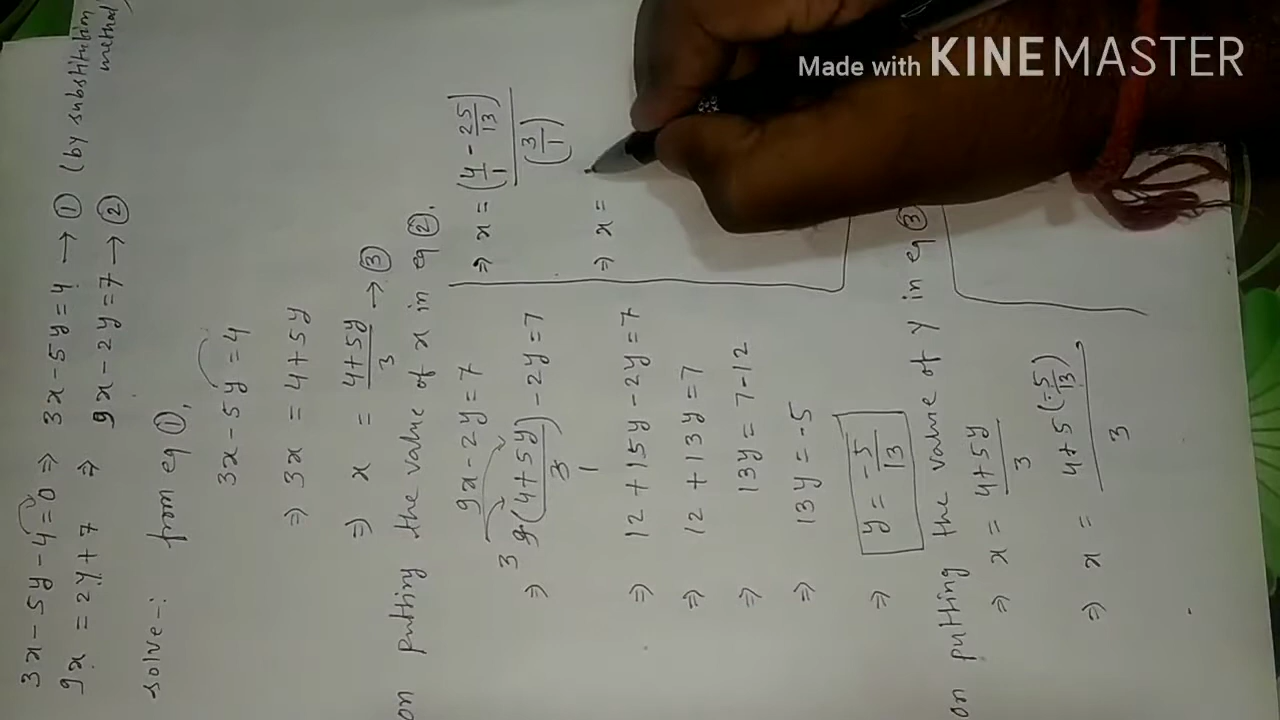 3x - 5y - 4 = 0 ⇒ 3x - 5y = 4 → ① (by substitution method)
9x = 2y + 7 ⇒ 9x - 2y = 7 → ②
solve -: from eq ①,
3x - 5y = 4
⇒ 3x = 4 + 5y
⇒ x = (4+5y)/3 → ③
on putting the value of x in eq ②.
9x - 2y = 7
⇒ 9((4+5y)/3) - 2y = 7
3
1
⇒ 12 + 15y - 2y = 7
⇒ 12 + 13y = 7
⇒ 13y = 7 - 12
⇒ 13y = -5
⇒ y = -5/13
on putting the value of y in eq ③
⇒ x = (4+5y)/3
⇒ x = (4+5(-5/13))/3
⇒ x = (4/1 - 25/13)/(3/1)
⇒ x =
Made with KINEMASTER